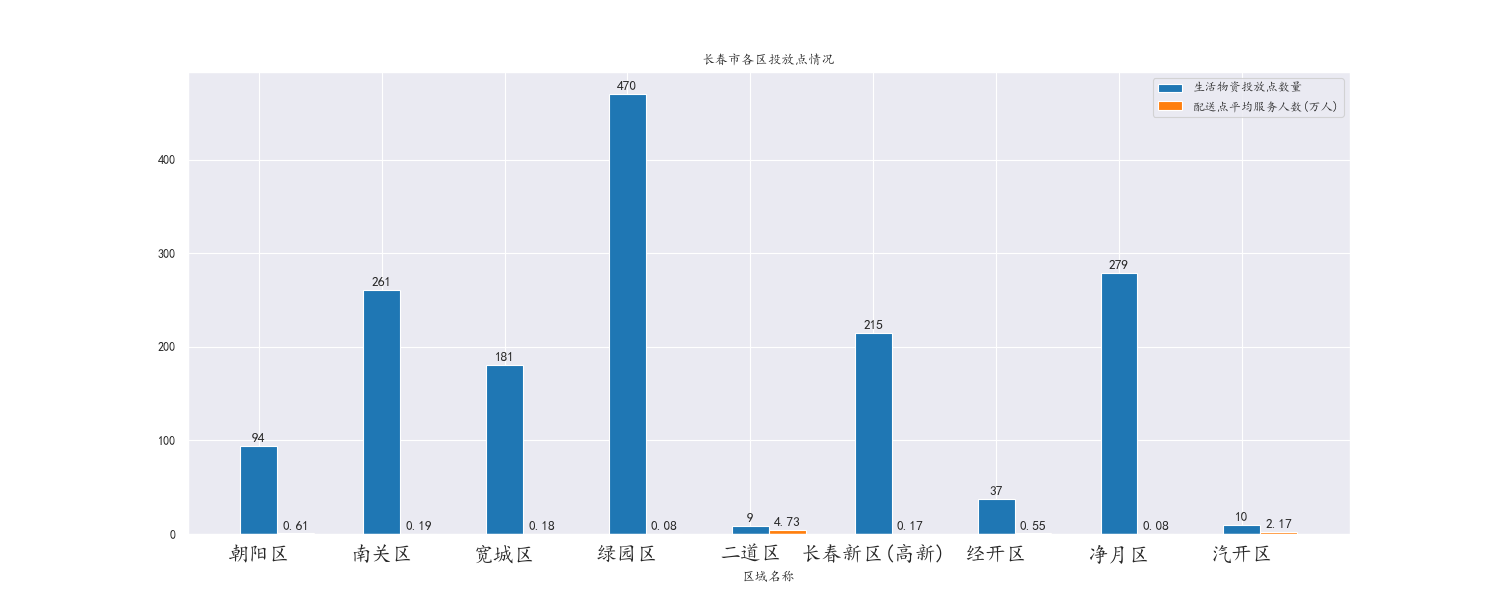 长春市各区投放点情况
生活物资投放点数量
配送点平均服务人数(万人)
400
300
200
100
0
94
0.61
261
0.19
181
0.18
470
0.08
9
4.73
215
0.17
37
0.55
279
0.08
10
2.17
朝阳区
南关区
宽城区
绿园区
二道区
长春新区(高新)
经开区
净月区
汽开区
区域名称